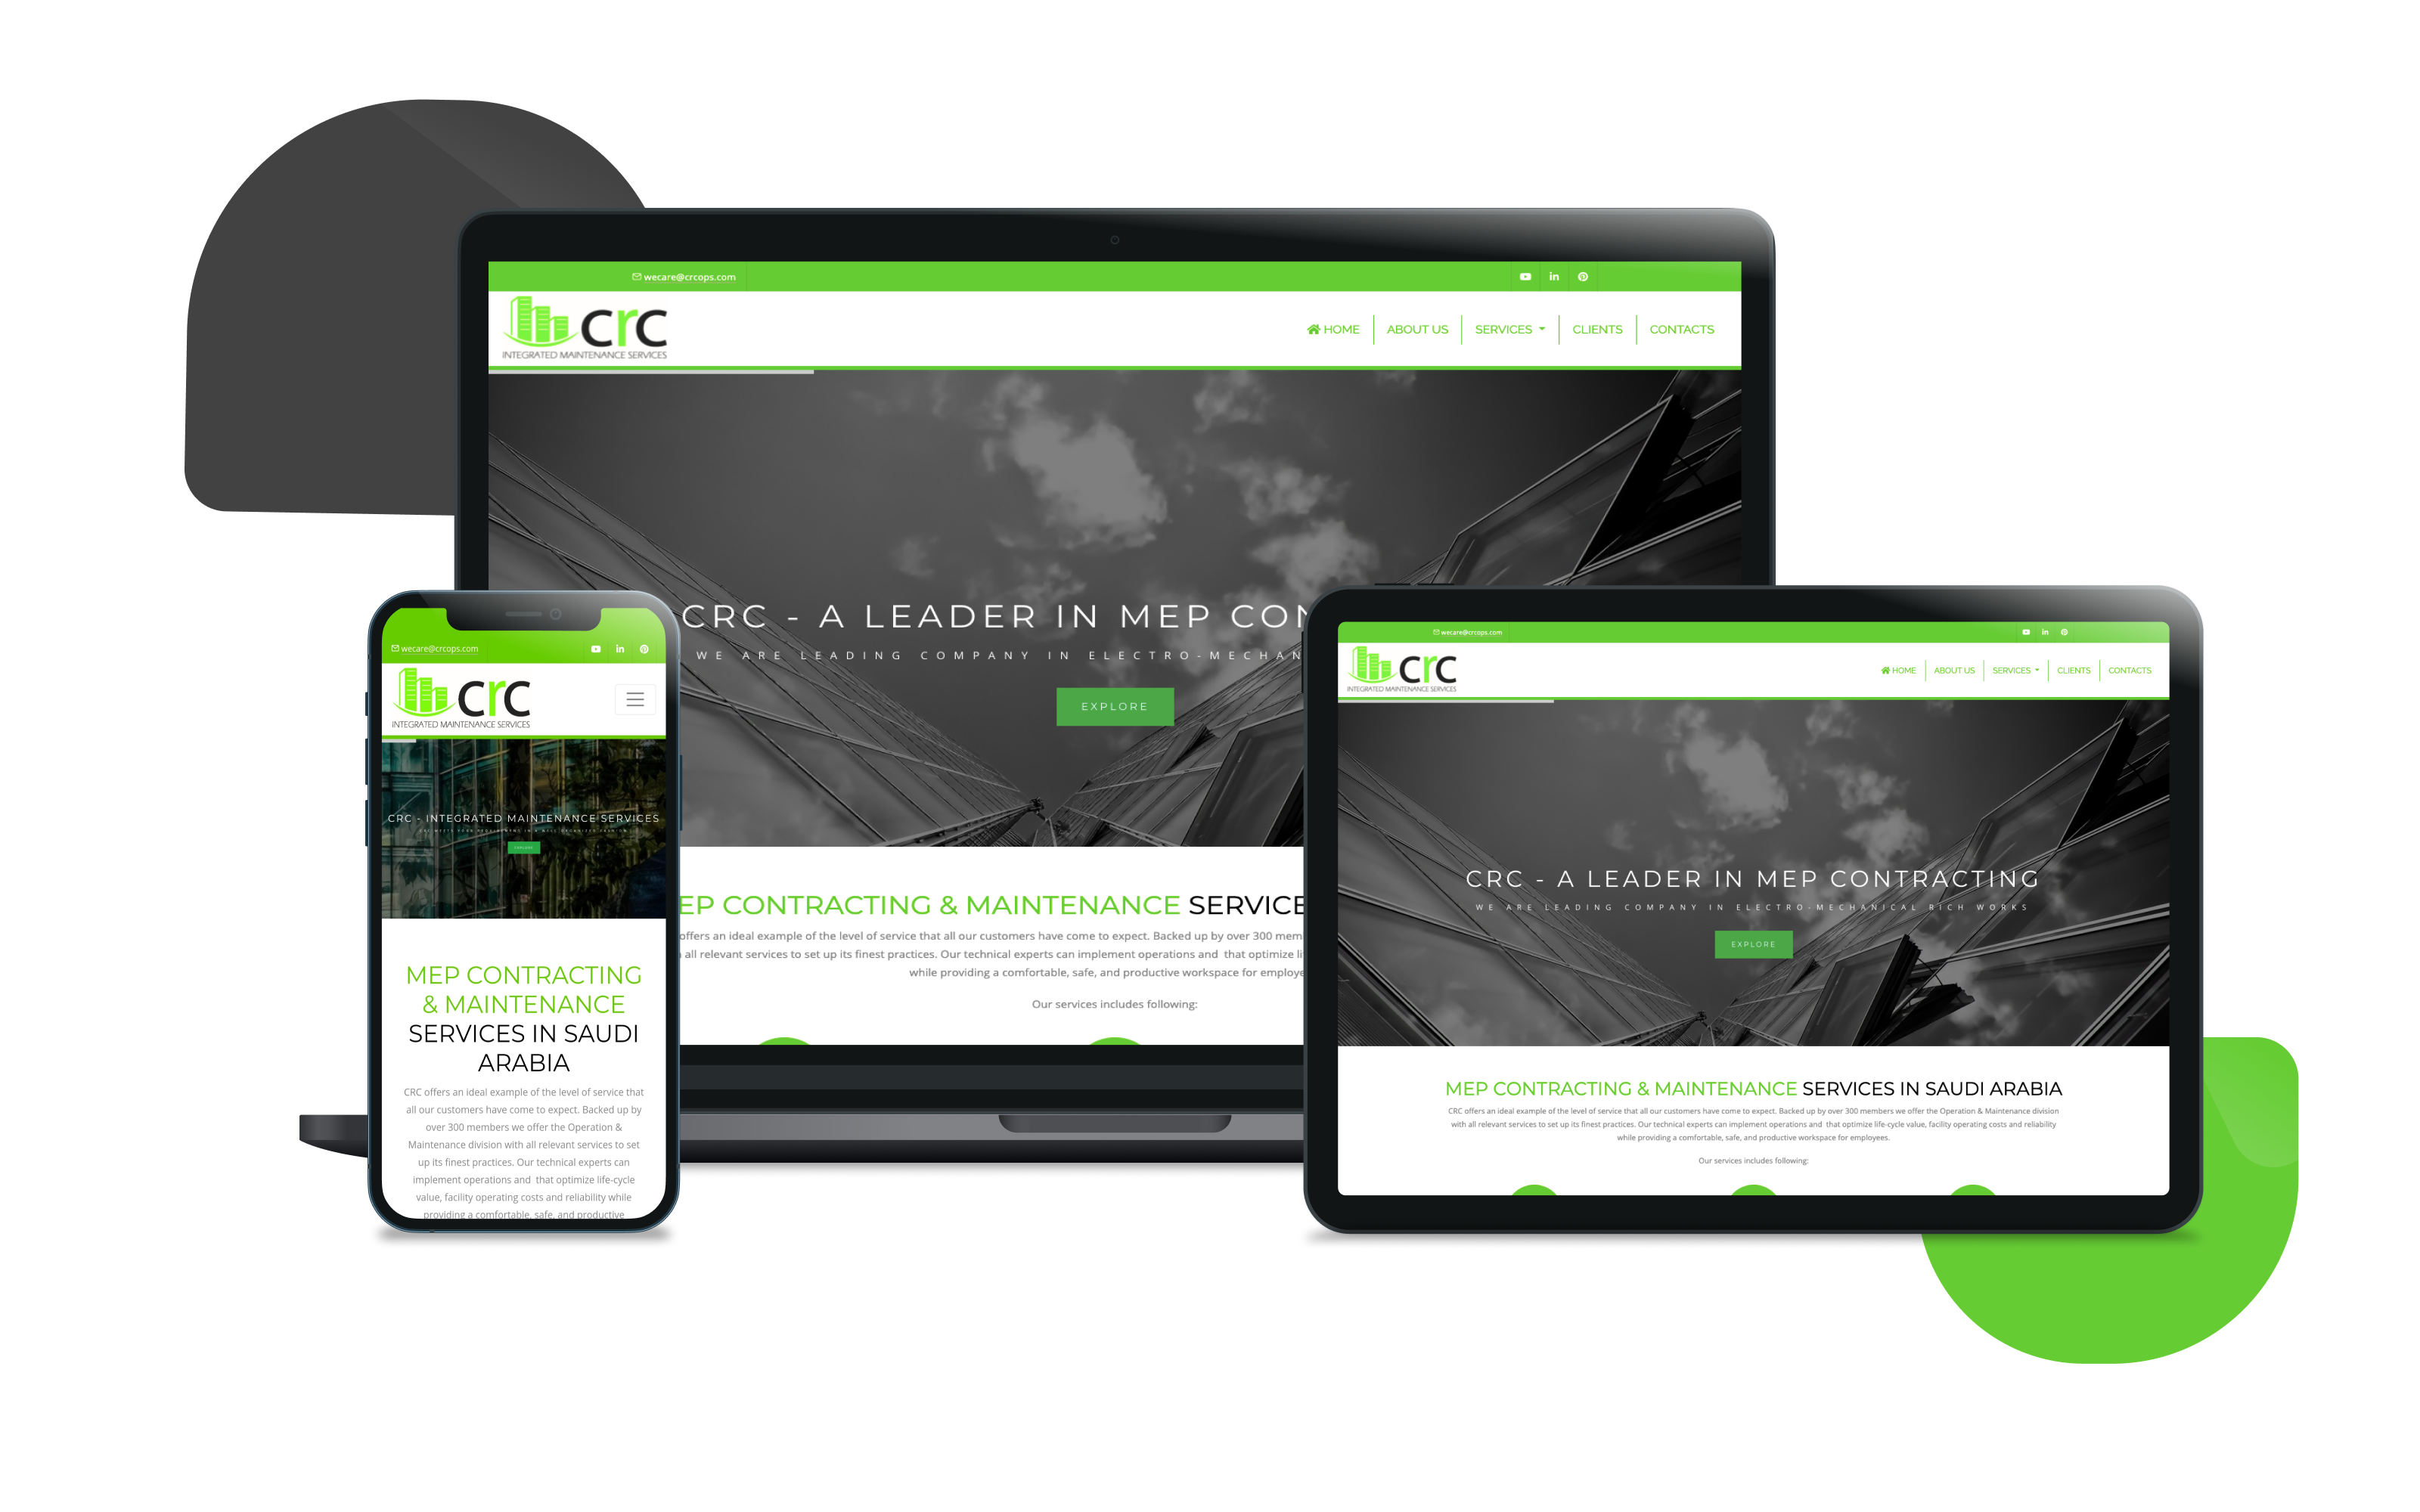 wecare@crcops.com
crc
INTEGRATED MAINTENANCE SERVICES
HOME
ABOUT US
SERVICES
CLIENTS
CONTACTS
CRC - A LEADER IN MEP CON
WE ARE LEADING COMPANY IN ELECTRO-MECHAN
EXPLORE
EP CONTRACTING & MAINTENANCE SERVICE
offers an ideal example of the level of service that all our customers have come to expect. Backed up by over 300 mem
all relevant services to set up its finest practices. Our technical experts can implement operations and that optimize li
while providing a comfortable, safe, and productive workspace for employe
Our services includes following:
wecare@crcops.com
in
crc
INTEGRATED MAINTENANCE SERVICES
CRC - INTEGRATED MAINTENANCE SERVICES
EXPLORE
MEP CONTRACTING
& MAINTENANCE
SERVICES IN SAUDI
ARABIA
CRC offers an ideal example of the level of service that
all our customers have come to expect. Backed up by
over 300 members we offer the Operation &
Maintenance division with all relevant services to set
up its finest practices. Our technical experts can
implement operations and that optimize life-cycle
value, facility operating costs and reliability while
providing a comfortable, safe, and productive
wecare@crcops.com
in
crc
INTEGRATED MAINTENANCE SERVICES
HOME
ABOUT US
SERVICES
CLIENTS
CONTACTS
CRC - A LEADER IN MEP CONTRACTING
WE ARE LEADING COMPANY IN ELECTRO-MECHANICAL RICH WORKS
EXPLORE
MEP CONTRACTING & MAINTENANCE SERVICES IN SAUDI ARABIA
CRC offers an ideal example of the level of service that all our customers have come to expect. Backed up by over 300 members we offer the Operation & Maintenance division
with all relevant services to set up its finest practices. Our technical experts can implement operations and that optimize life-cycle value, facility operating costs and reliability
while providing a comfortable, safe, and productive workspace for employees.
Our services includes following: